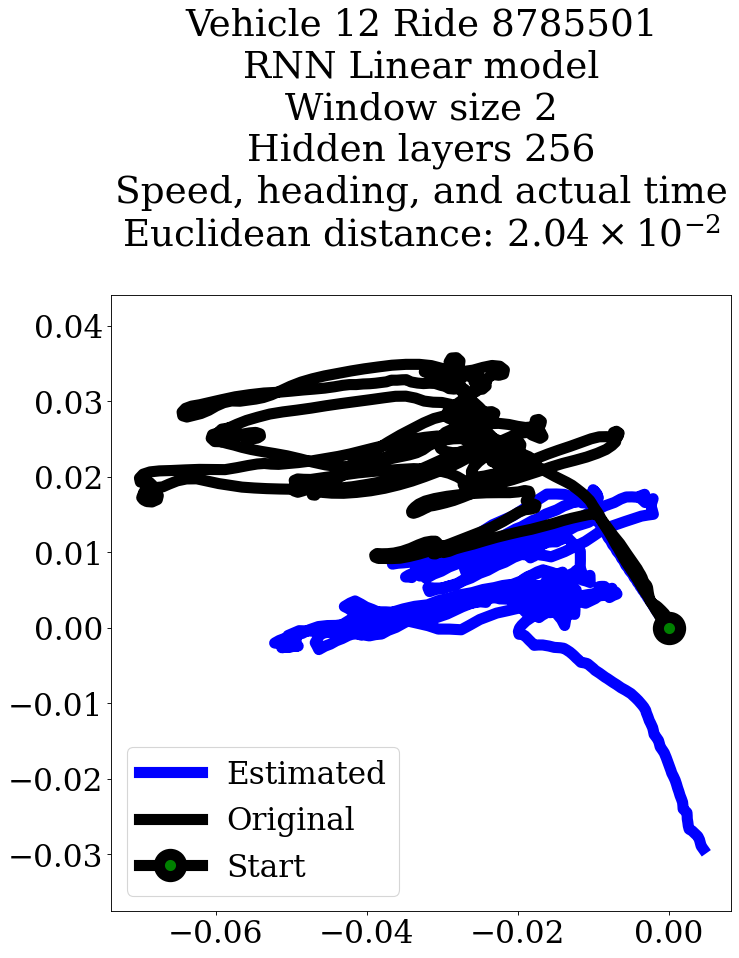 Vehicle 12 Ride 8785501
RNN Linear model
Window size 2
Hidden layers 256
Speed, heading, and actual time
Euclidean distance: 2.04 × 10⁻²
0.04
0.03
0.02
0.01
0.00
−0.01
−0.02
−0.03
Estimated
Original
Start
−0.06 −0.04 −0.02 0.00